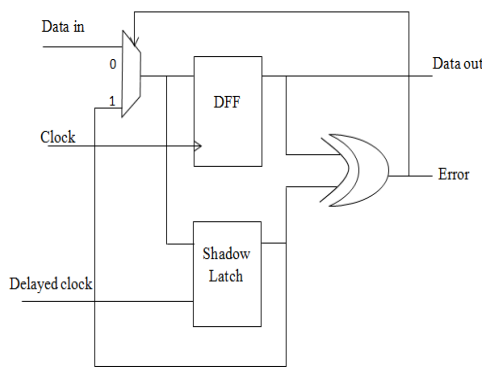 Data in
0
1
DFF
Data out
Clock
Error
Shadow
Latch
Delayed clock